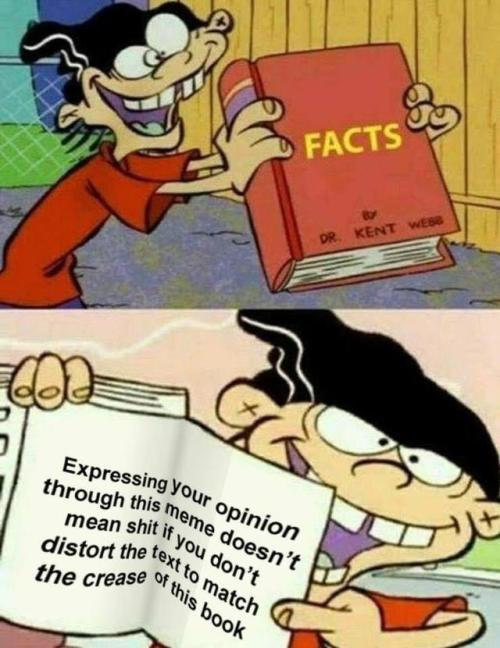 FACTS
BY
DR. KENT WEBB
Expressing your opinion
through this meme doesn't
mean shit if you don't
distort the text to match
the crease of this book